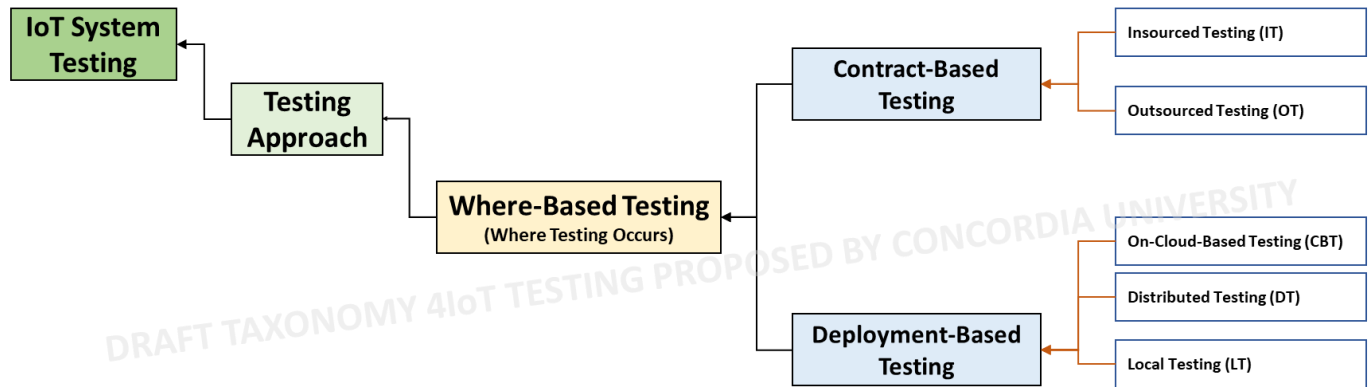 IoT System
Testing
Testing
Approach
Where-Based Testing
(Where Testing Occurs)
Contract-Based
Testing
Insourced Testing (IT)
Outsourced Testing (OT)
Deployment-Based
Testing
On-Cloud-Based Testing (CBT)
Distributed Testing (DT)
Local Testing (LT)
DRAFT TAXONOMY 4IoT TESTING PROPOSED BY CONCORDIA UNIVERSITY